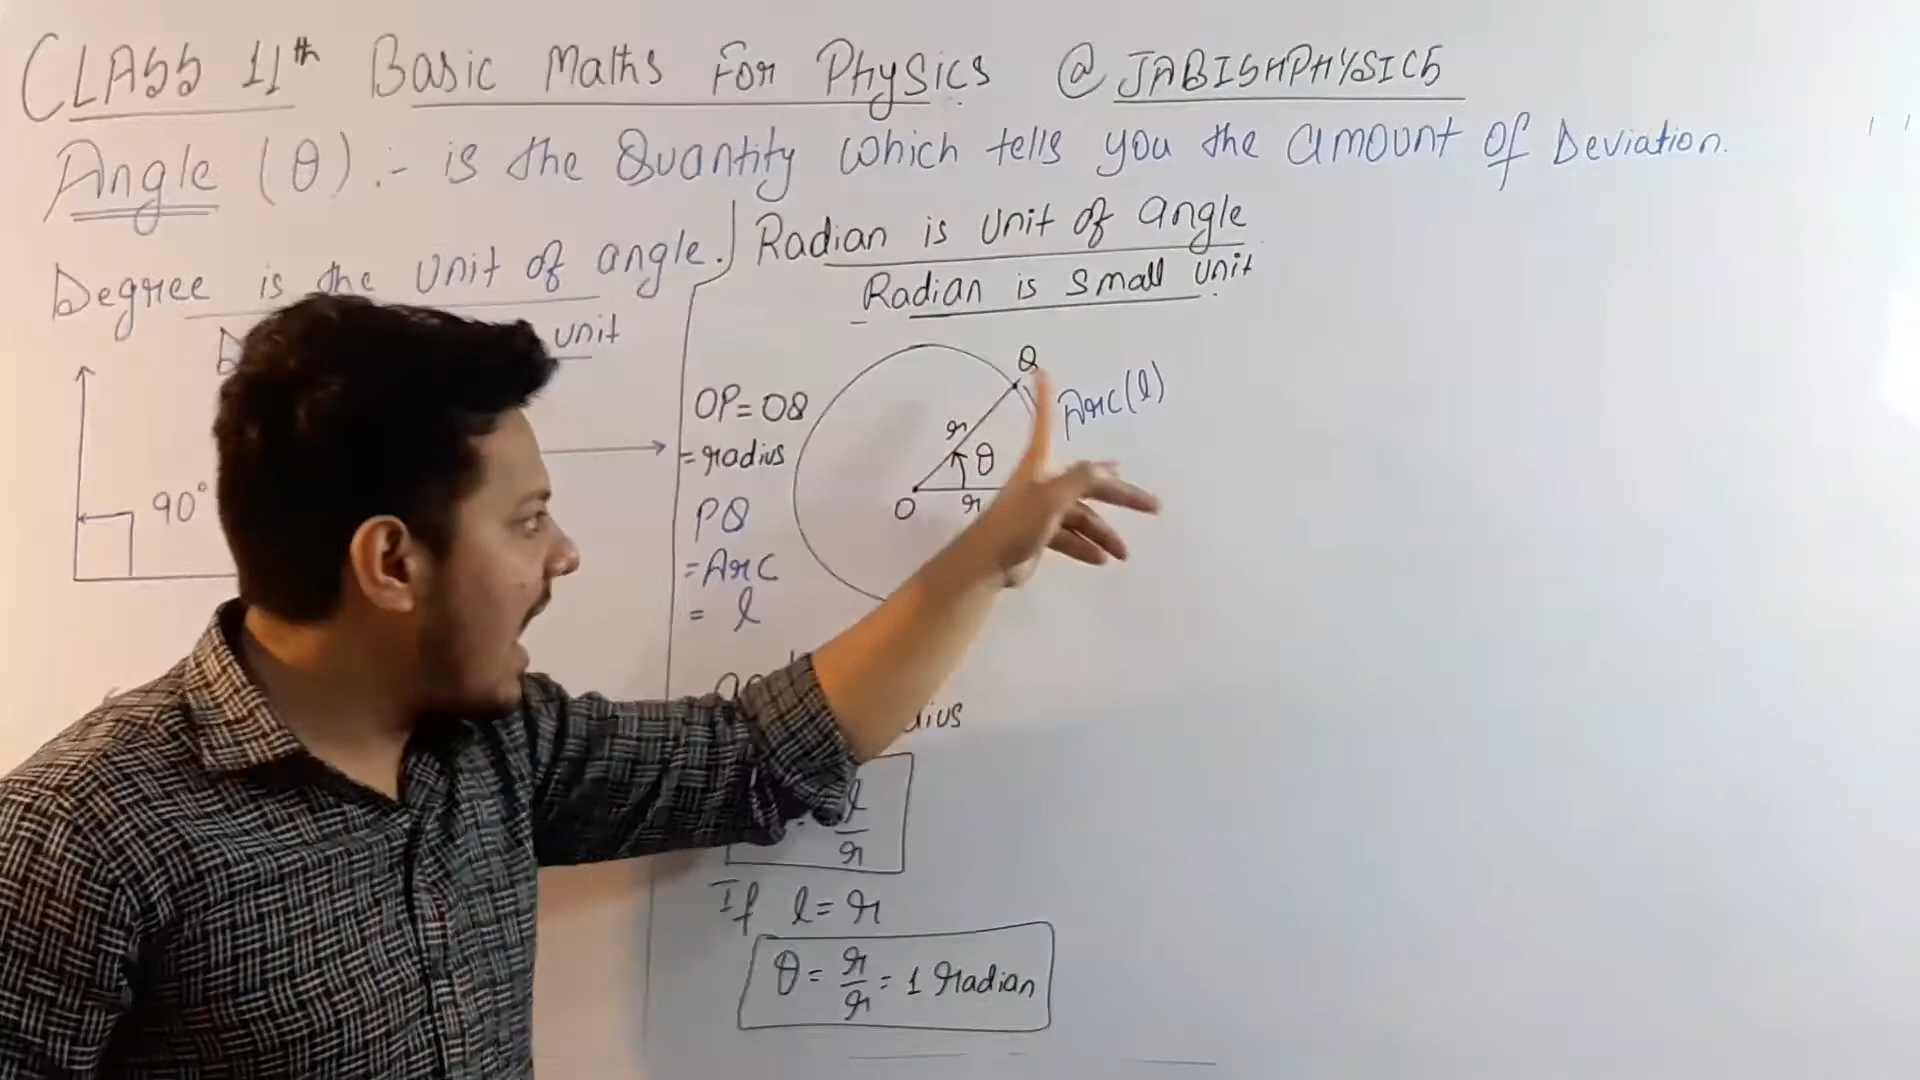 CLASS 11th Basic Maths For Physics @JABISHPHYSICS
Angle (θ) :- is the Quantity which tells you the amount of Deviation.
Degree is the unit of angle.
unit
90°
Radian is unit of angle
Radian is small unit
OP=OQ
=radius
PQ
=Arc
= l
Q
Arc(l)
r
θ
O
r
l
r
If l=r
θ = r/r = 1 radian